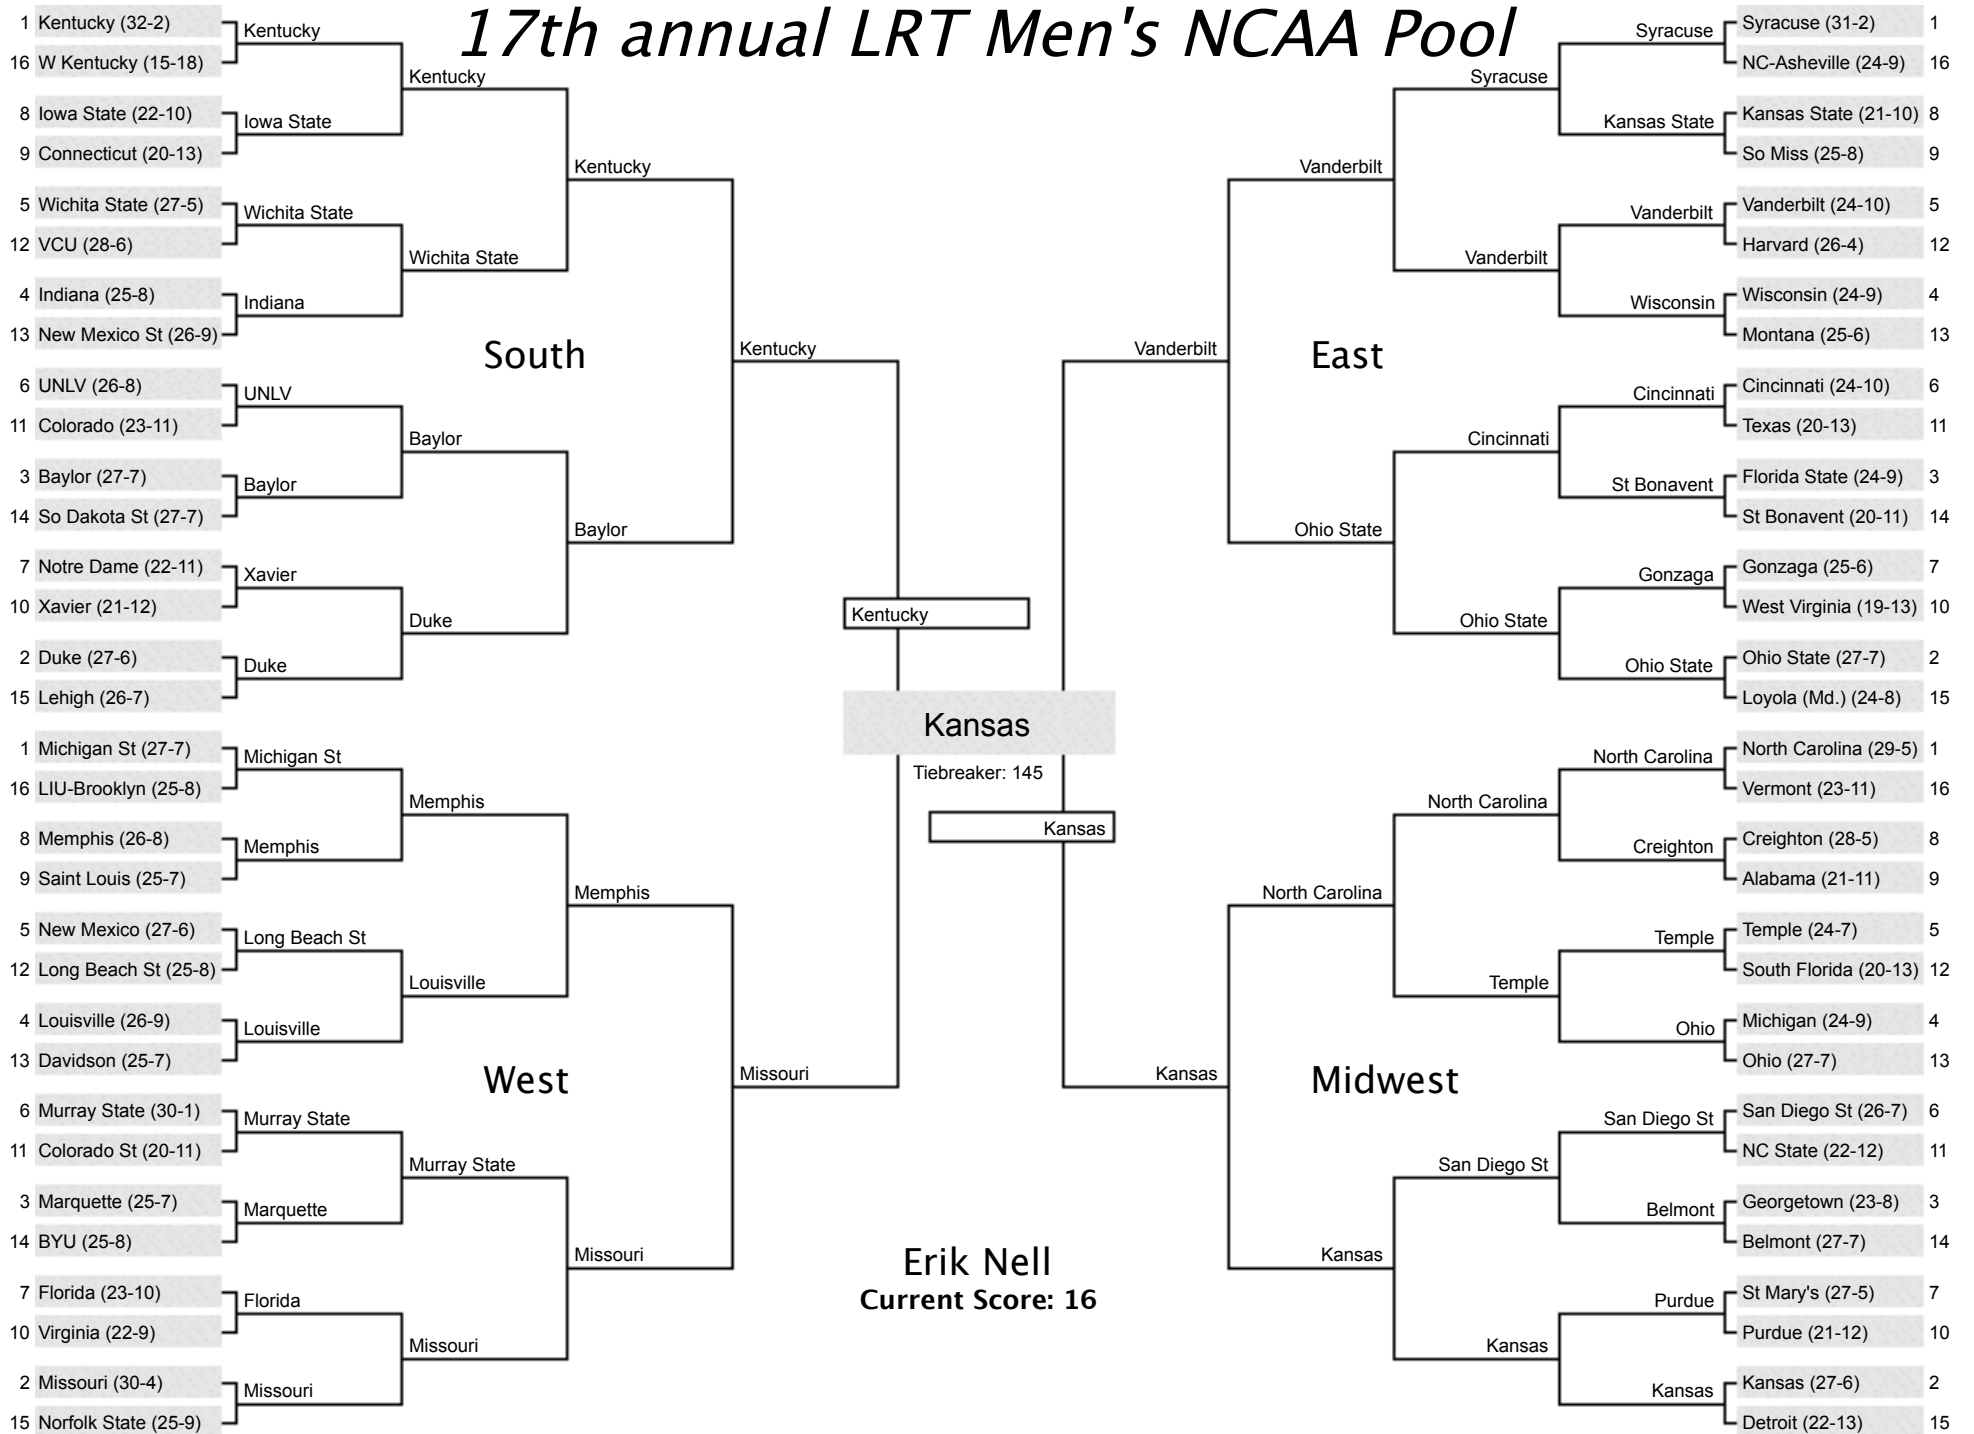 17th annual LRT Men's NCAA Pool
1 Kentucky (32-2)
16 W Kentucky (15-18)
8 Iowa State (22-10)
9 Connecticut (20-13)
5 Wichita State (27-5)
12 VCU (28-6)
4 Indiana (25-8)
13 New Mexico St (26-9)
6 UNLV (26-8)
11 Colorado (23-11)
3 Baylor (27-7)
14 So Dakota St (27-7)
7 Notre Dame (22-11)
10 Xavier (21-12)
2 Duke (27-6)
15 Lehigh (26-7)
Kentucky
Iowa State
Wichita State
Indiana
UNLV
Baylor
Xavier
Duke
Kentucky
Wichita State
Baylor
Duke
Kentucky
Baylor
South
Kentucky
1 Michigan St (27-7)
16 LIU-Brooklyn (25-8)
8 Memphis (26-8)
9 Saint Louis (25-7)
5 New Mexico (27-6)
12 Long Beach St (25-8)
4 Louisville (26-9)
13 Davidson (25-7)
6 Murray State (30-1)
11 Colorado St (20-11)
3 Marquette (25-7)
14 BYU (25-8)
7 Florida (23-10)
10 Virginia (22-9)
2 Missouri (30-4)
15 Norfolk State (25-9)
Michigan St
Memphis
Long Beach St
Louisville
Murray State
Marquette
Florida
Missouri
Memphis
Louisville
Murray State
Missouri
Memphis
Missouri
West
Missouri
Kentucky
Kansas
Tiebreaker: 145
Kansas
Erik Nell
Current Score: 16
Vanderbilt
East
Vanderbilt
Ohio State
Syracuse
Vanderbilt
Cincinnati
Ohio State
Syracuse
Kansas State
Vanderbilt
Wisconsin
Cincinnati
St Bonavent
Gonzaga
Ohio State
Syracuse (31-2) 1
NC-Asheville (24-9) 16
Kansas State (21-10) 8
So Miss (25-8) 9
Vanderbilt (24-10) 5
Harvard (26-4) 12
Wisconsin (24-9) 4
Montana (25-6) 13
Cincinnati (24-10) 6
Texas (20-13) 11
Florida State (24-9) 3
St Bonavent (20-11) 14
Gonzaga (25-6) 7
West Virginia (19-13) 10
Ohio State (27-7) 2
Loyola (Md.) (24-8) 15
Kansas
Midwest
North Carolina
Kansas
North Carolina
Temple
San Diego St
Kansas
North Carolina
Creighton
Temple
Ohio
San Diego St
Belmont
Purdue
Kansas
North Carolina (29-5) 1
Vermont (23-11) 16
Creighton (28-5) 8
Alabama (21-11) 9
Temple (24-7) 5
South Florida (20-13) 12
Michigan (24-9) 4
Ohio (27-7) 13
San Diego St (26-7) 6
NC State (22-12) 11
Georgetown (23-8) 3
Belmont (27-7) 14
St Mary's (27-5) 7
Purdue (21-12) 10
Kansas (27-6) 2
Detroit (22-13) 15